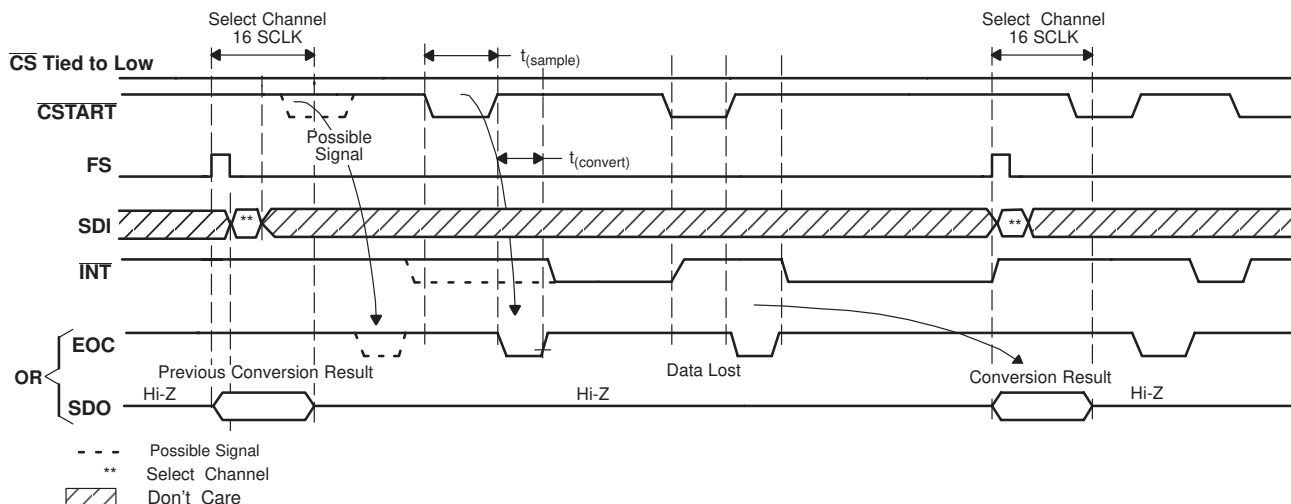 Select Channel
16 SCLK
t(sample)
Select Channel
16 SCLK
CS Tied to Low
CSTART
Possible
Signal
t(convert)
FS
SDI
**
**
INT
EOC
OR
Previous Conversion Result
Data Lost
Conversion Result
Hi-Z
Hi-Z
Hi-Z
SDO
Possible Signal
** Select Channel
Don't Care